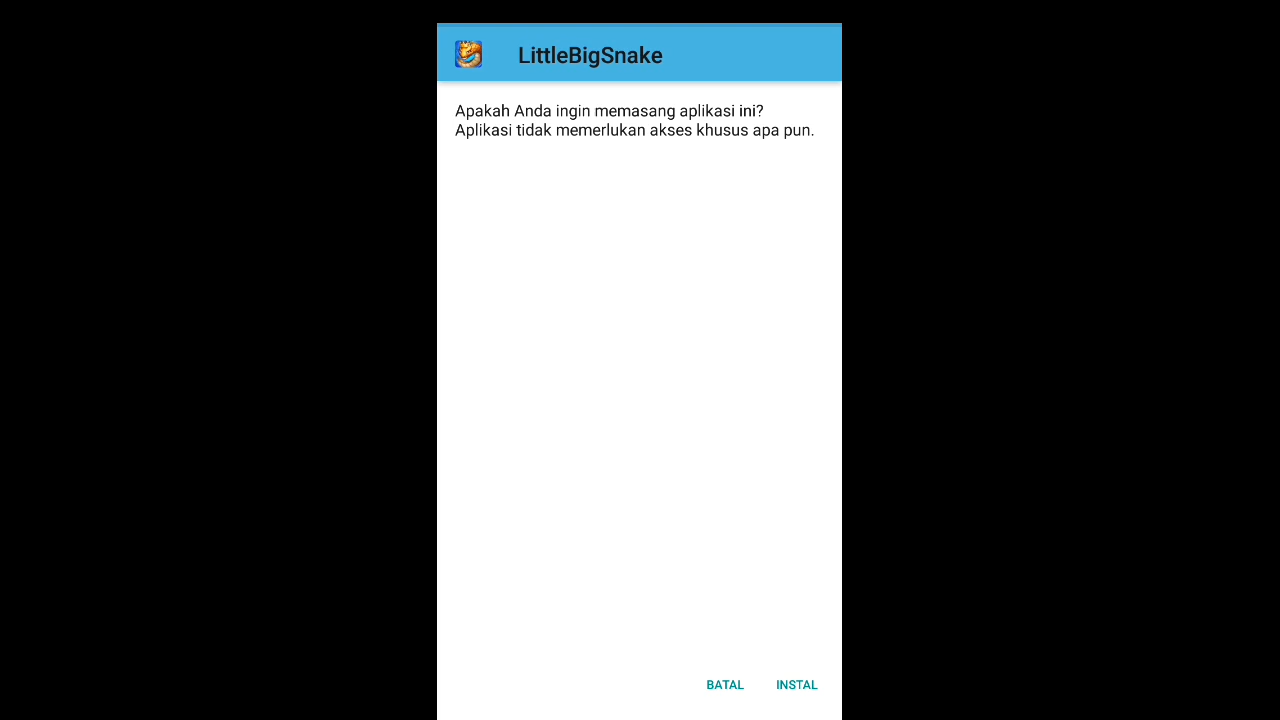 LittleBigSnake
Apakah Anda ingin memasang aplikasi ini?
Aplikasi tidak memerlukan akses khusus apa pun.
BATAL INSTAL